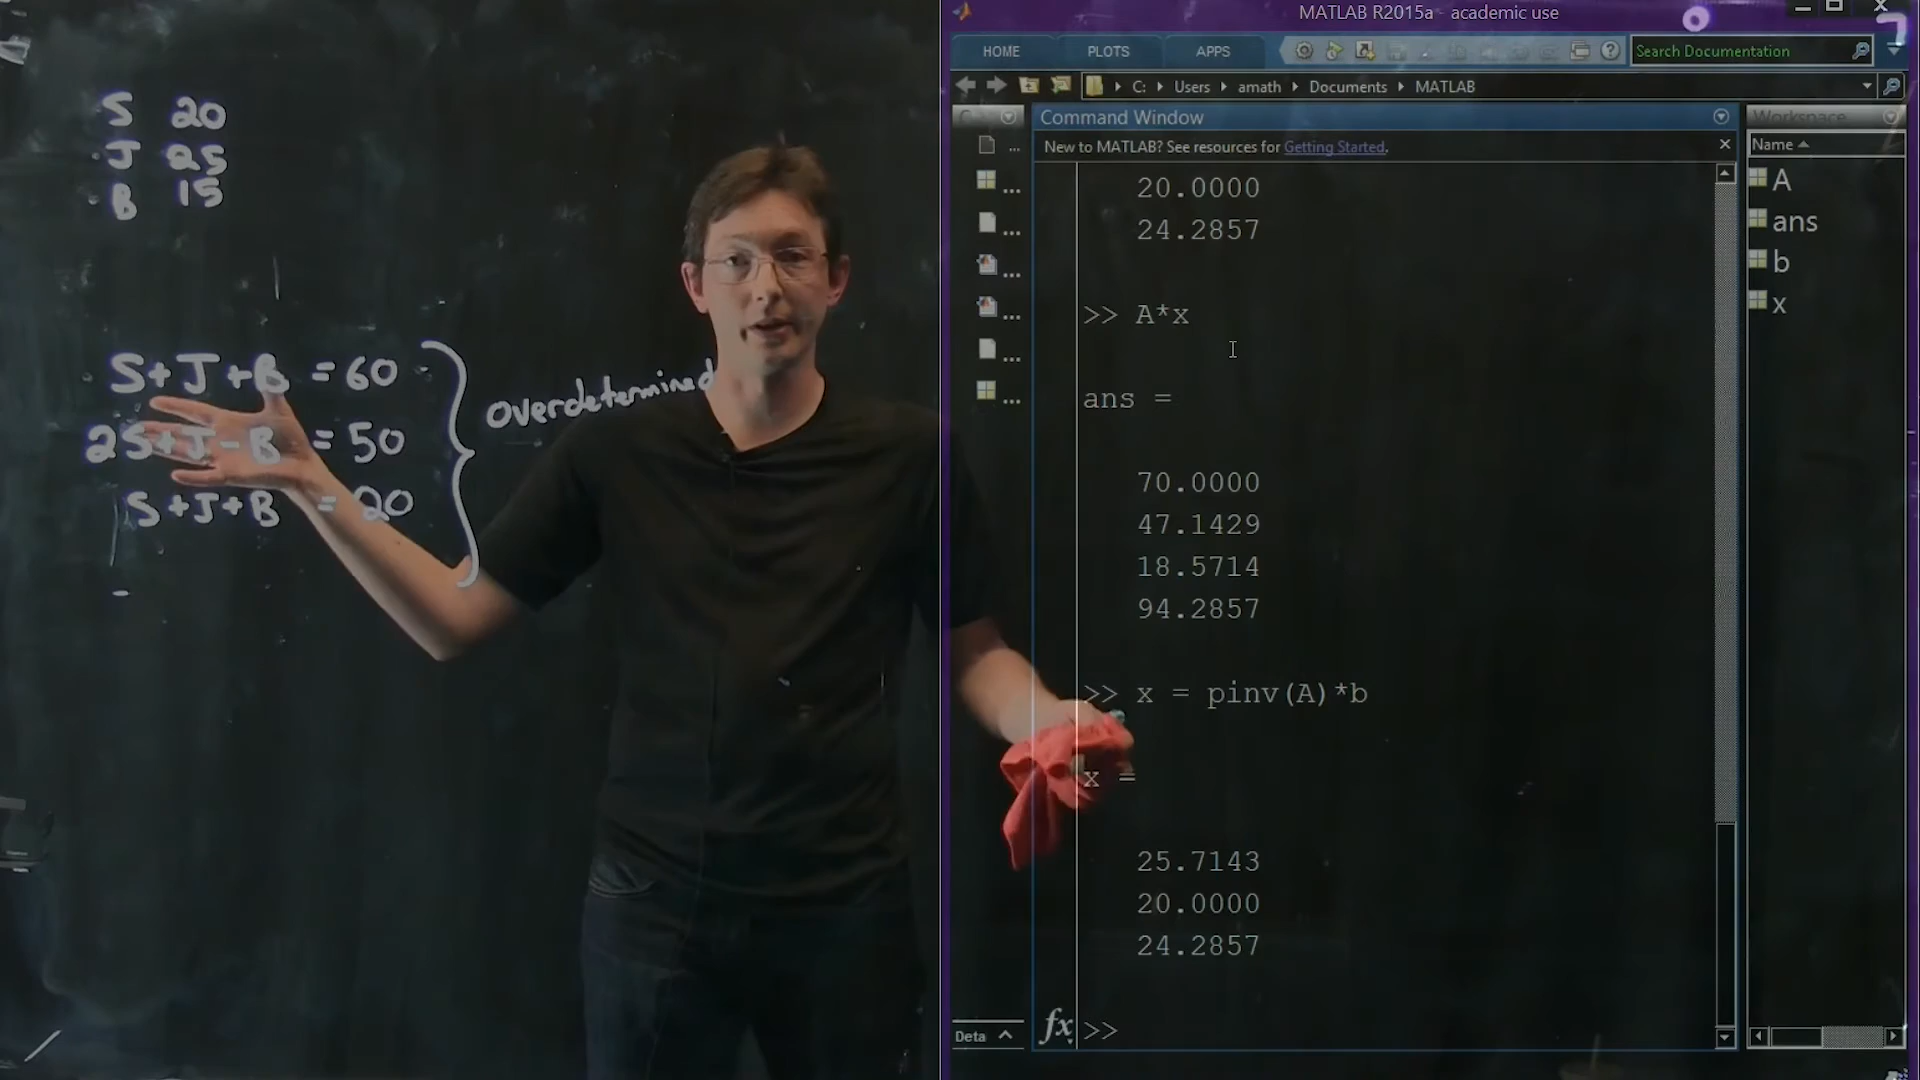 S 20
J 25
B 15
S+J+B = 60
2S+J-B = 50
S+J+B = 20
overdetermined
MATLAB R2015a - academic use
HOME PLOTS APPS
Search Documentation
C: Users amath Documents MATLAB
Command Window
New to MATLAB? See resources for Getting Started.
20.0000
24.2857
>> A*x
ans =
70.0000
47.1429
18.5714
94.2857
>> x = pinv(A)*b
x =
25.7143
20.0000
24.2857
fx >>
Deta
Workspace
Name
A
ans
b
x